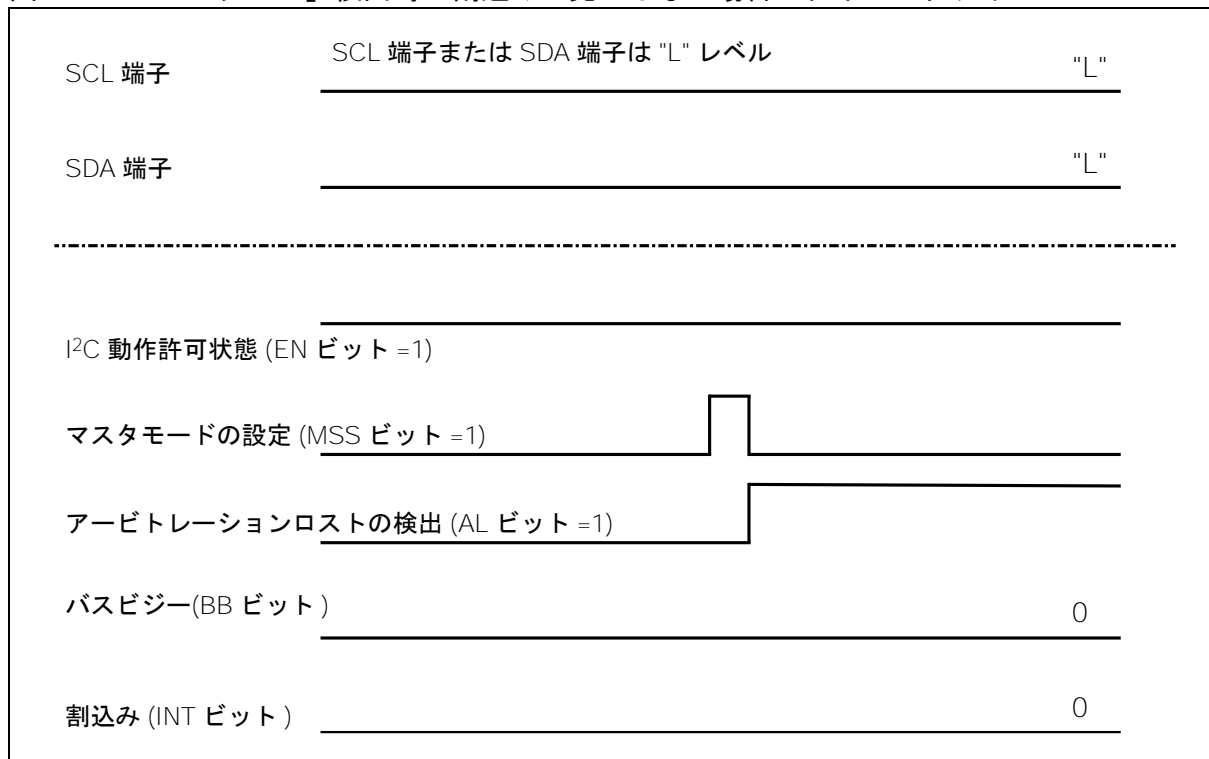 SCL 端子または SDA 端子は "L" レベル
SCL 端子
"L"
SDA 端子
"L"
I²C 動作許可状態 (EN ビット =1)
マスタモードの設定 (MSS ビット =1)
アービトレーションロストの検出 (AL ビット =1)
バスビジー(BB ビット )
0
割込み (INT ビット )
0